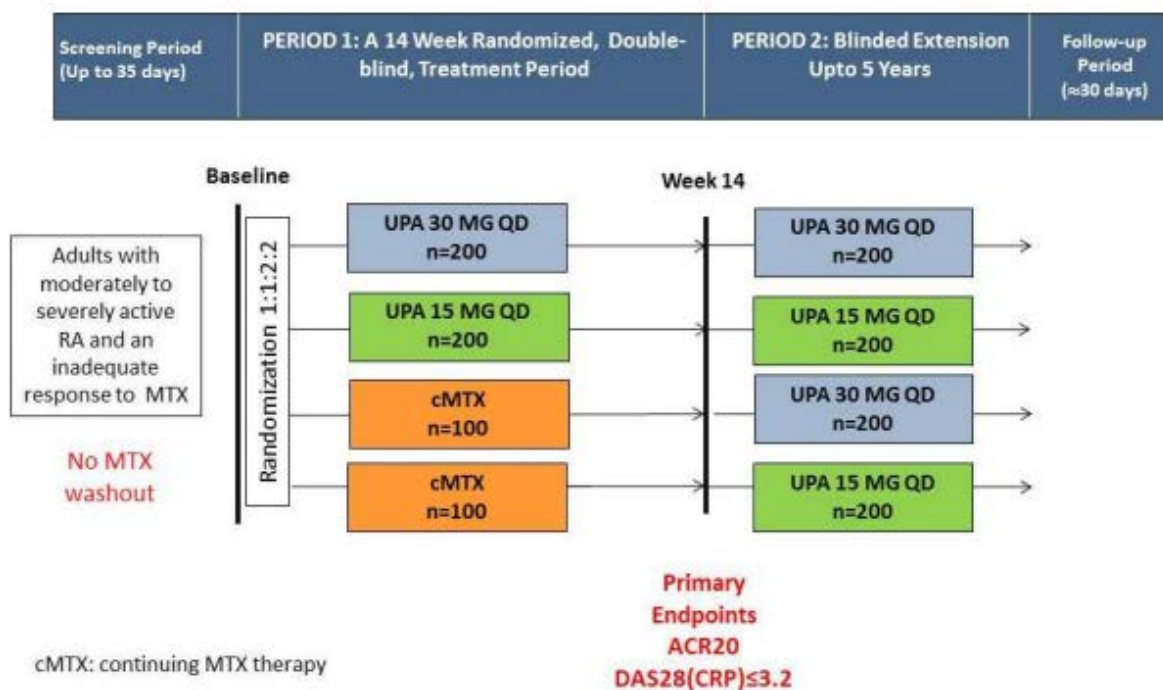 Screening Period
(Up to 35 days)
PERIOD 1: A 14 Week Randomized, Double-
blind, Treatment Period
PERIOD 2: Blinded Extension
Upto 5 Years
Follow-up
Period
(≈30 days)
Baseline
Week 14
Adults with
moderately to
severely active
RA and an
inadequate
response to MTX
No MTX
washout
Randomization 1:1:2:2
UPA 30 MG QD
n=200
UPA 15 MG QD
n=200
cMTX
n=100
cMTX
n=100
UPA 30 MG QD
n=200
UPA 15 MG QD
n=200
UPA 30 MG QD
n=200
UPA 15 MG QD
n=200
Primary
Endpoints
ACR20
DAS28(CRP)≤3.2
cMTX: continuing MTX therapy